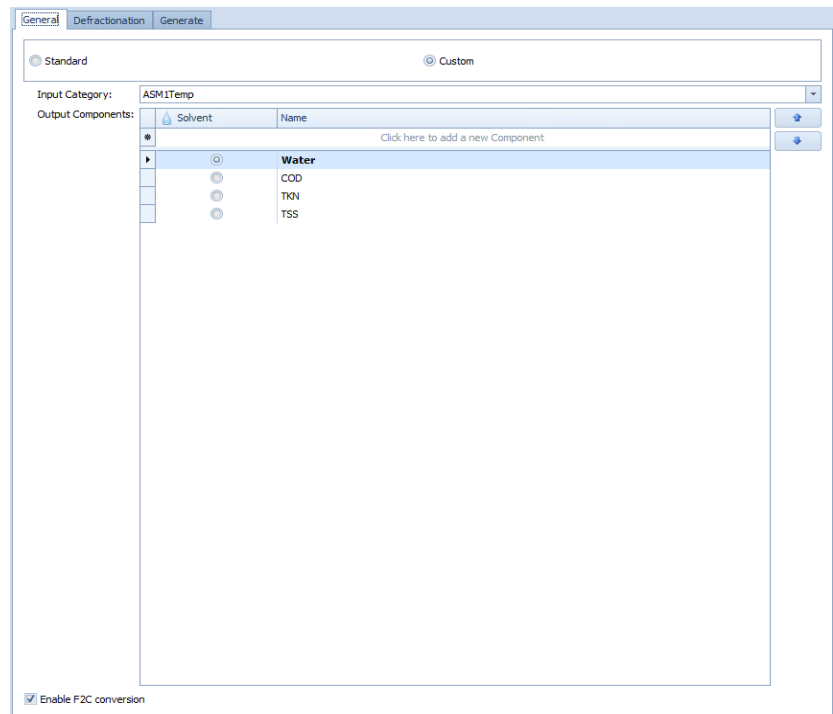 General Defractionation Generate
Standard Custom
Input Category: ASM1Temp
Output Components: Solvent Name
Click here to add a new Component
Water
COD
TKN
TSS
Enable F2C conversion